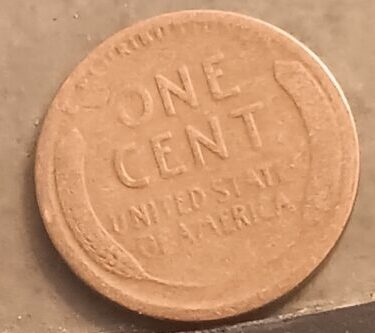 ONE
CENT
UNITED STATES
OF AMERICA